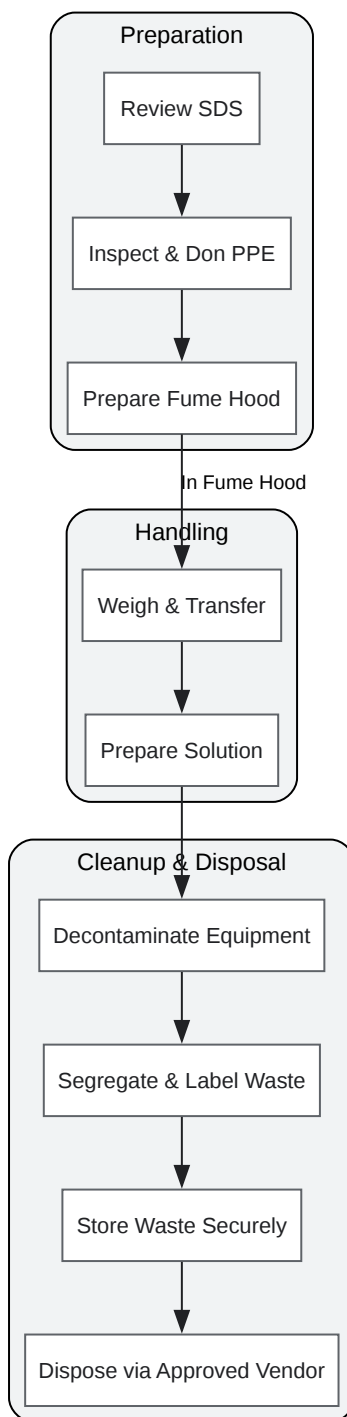 Preparation
Review SDS
Inspect & Don PPE
Prepare Fume Hood
In Fume Hood
Handling
Weigh & Transfer
Prepare Solution
Cleanup & Disposal
Decontaminate Equipment
Segregate & Label Waste
Store Waste Securely
Dispose via Approved Vendor